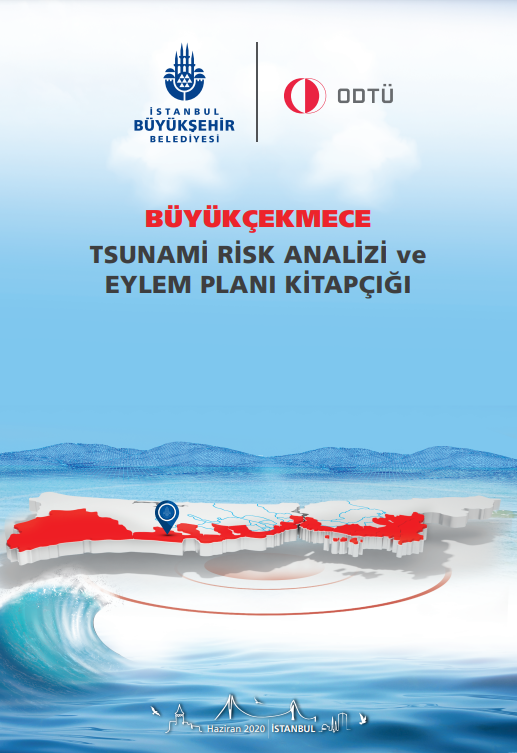 İSTANBUL
BÜYÜKŞEHİR
BELEDİYESİ
ODTÜ
BÜYÜKÇEKMECE
TSUNAMİ RİSK ANALİZİ ve
EYLEM PLANI KİTAPÇIĞI
Haziran 2020 | İSTANBUL